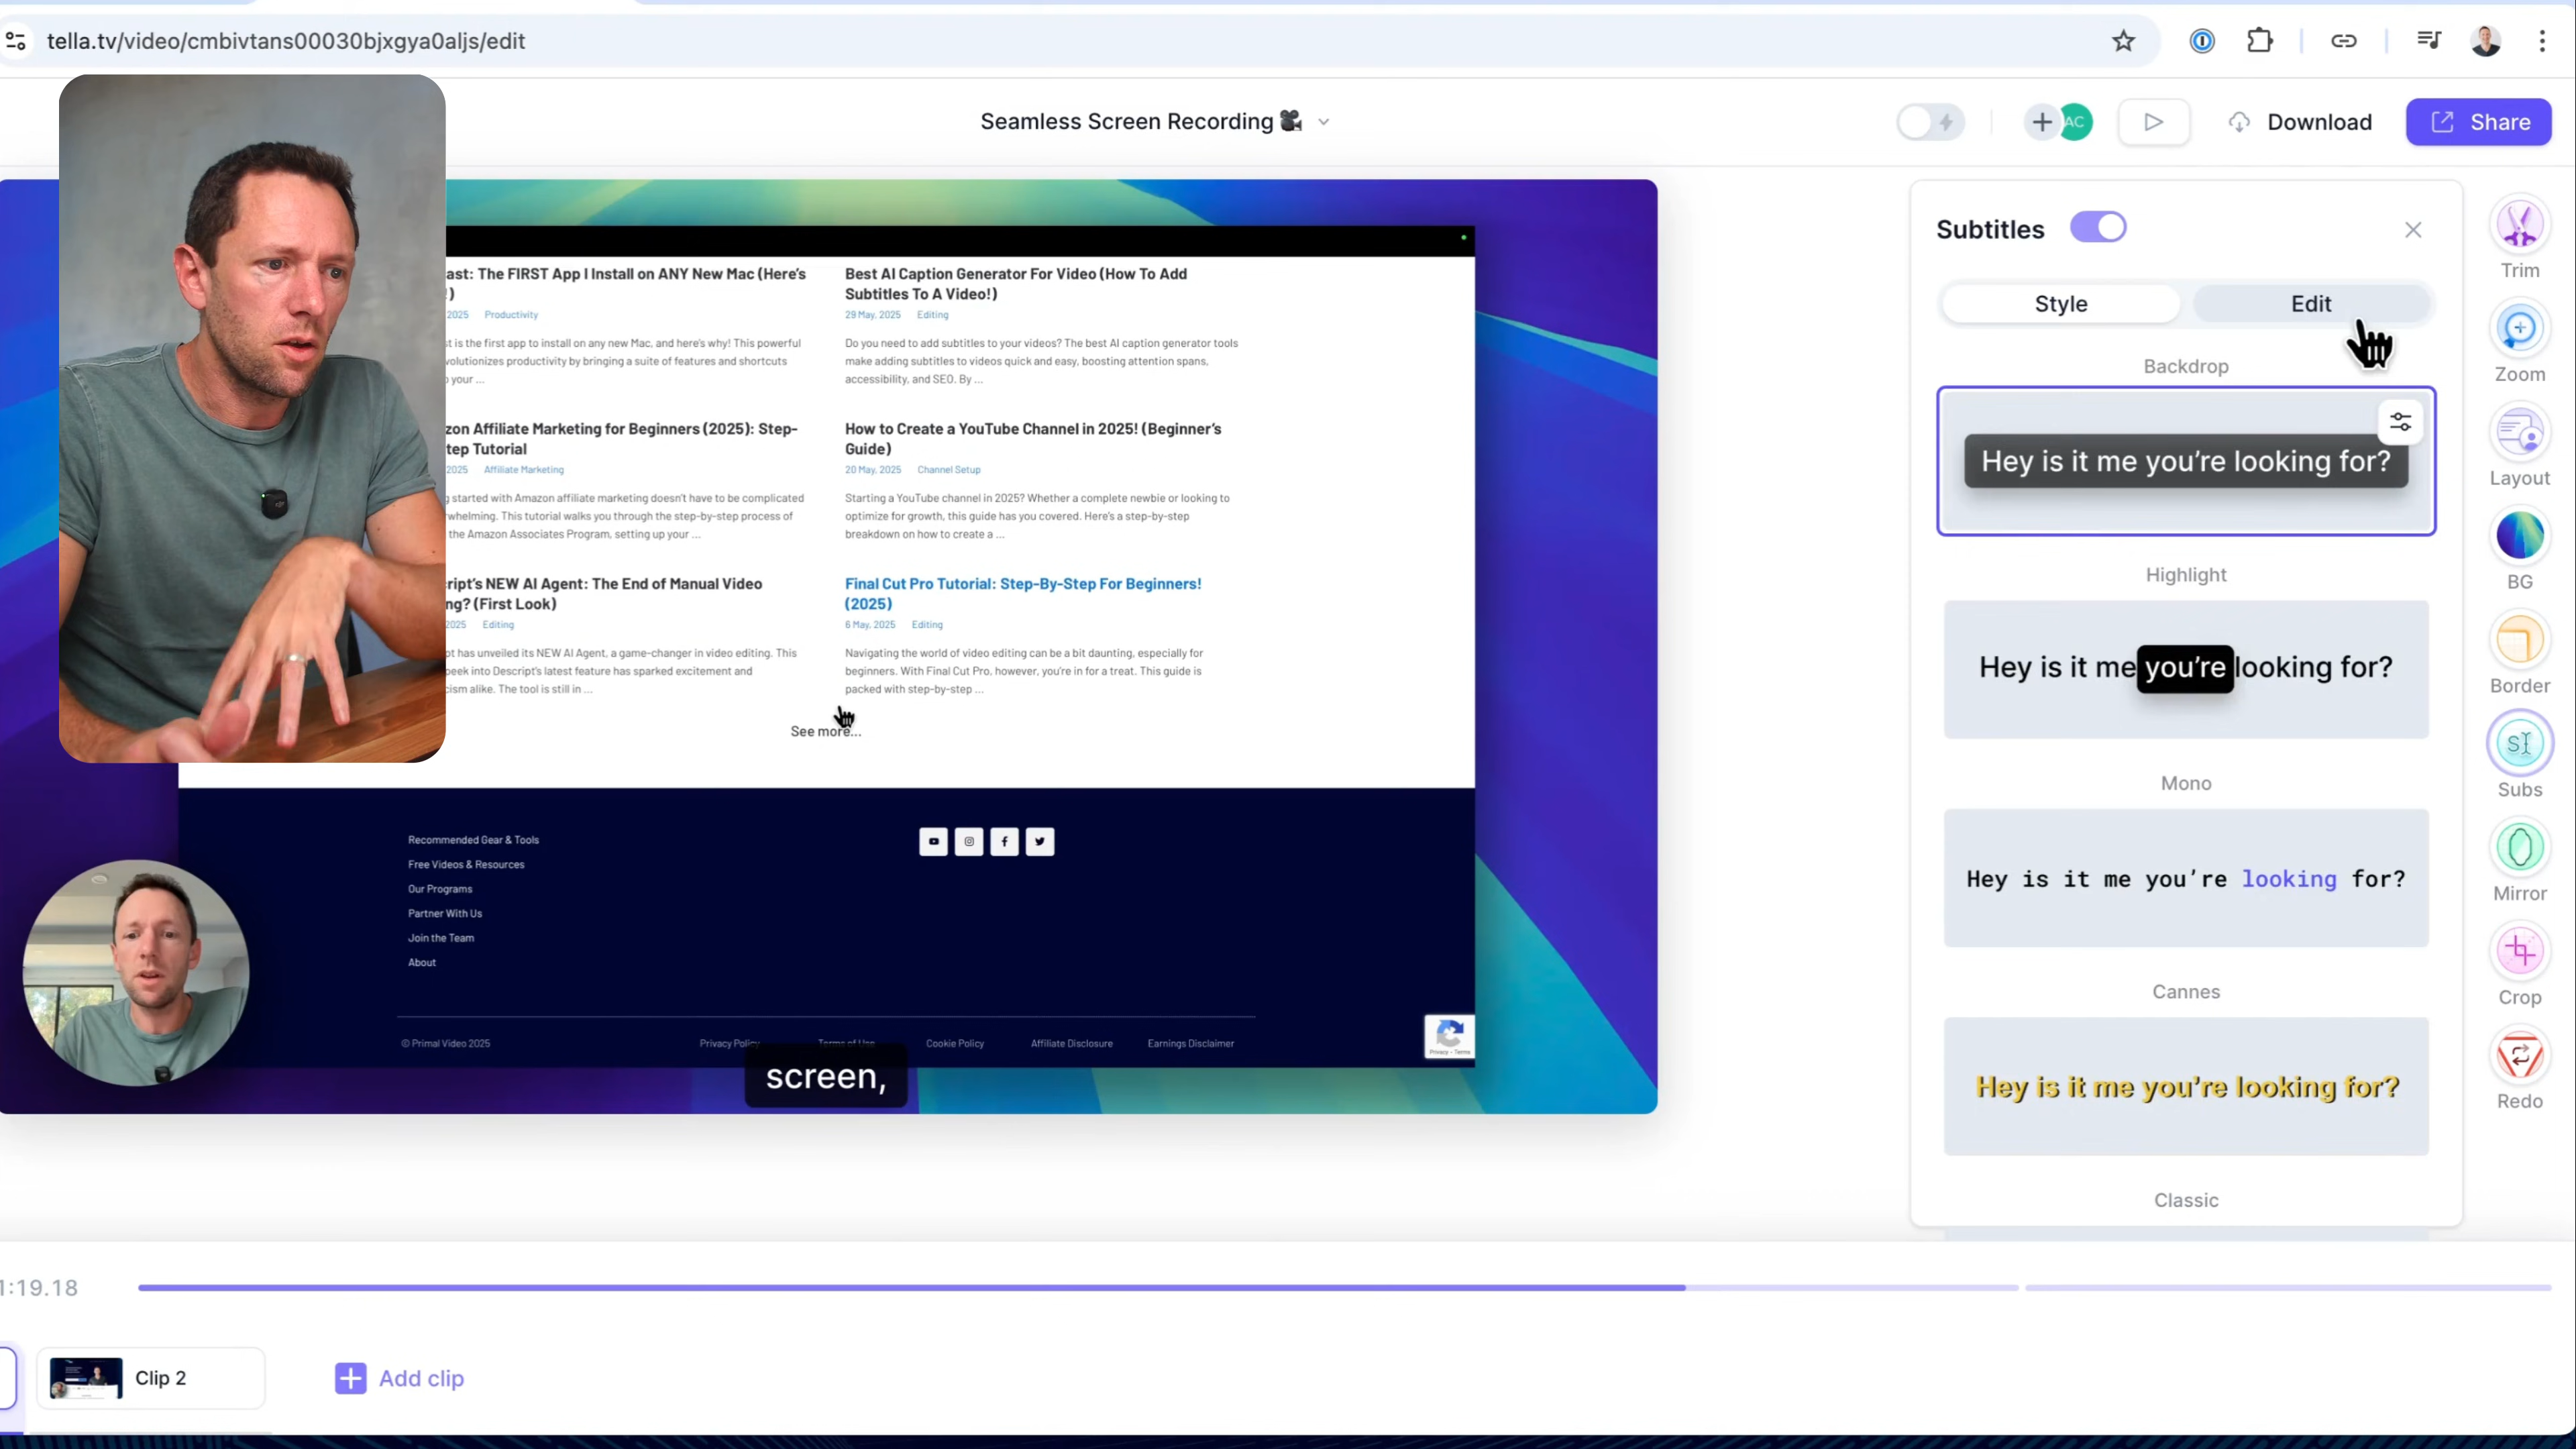 tella.tv/video/cmbivtans00030bjxgya0aljs/edit
Seamless Screen Recording
AC
Download
Share
ast: The FIRST App I Install on ANY New Mac (Here's
!)
2025 Productivity
st is the first app to install on any new Mac, and here's why! This powerful
volutionizes productivity by bringing a suite of features and shortcuts
your ...
Best AI Caption Generator For Video (How To Add
Subtitles To A Video!)
29 May, 2025 Editing
Do you need to add subtitles to your videos? The best AI caption generator tools
make adding subtitles to videos quick and easy, boosting attention spans,
accessibility, and SEO. By ...
zon Affiliate Marketing for Beginners (2025): Step-
tep Tutorial
2025 Affiliate Marketing
g started with Amazon affiliate marketing doesn't have to be complicated
whelming. This tutorial walks you through the step-by-step process of
the Amazon Associates Program, setting up your ...
How to Create a YouTube Channel in 2025! (Beginner's
Guide)
20 May, 2025 Channel Setup
Starting a YouTube channel in 2025? Whether a complete newbie or looking to
optimize for growth, this guide has you covered. Here's a step-by-step
breakdown on how to create a ...
ript's NEW AI Agent: The End of Manual Video
ng? (First Look)
2025 Editing
pt has unveiled its NEW AI Agent, a game-changer in video editing. This
peek into Descript's latest feature has sparked excitement and
cism alike. The tool is still in ...
Final Cut Pro Tutorial: Step-By-Step For Beginners!
(2025)
6 May, 2025 Editing
Navigating the world of video editing can be a bit daunting, especially for
beginners. With Final Cut Pro, however, you're in for a treat. This guide is
packed with step-by-step ...
See more...
Recommended Gear & Tools
Free Videos & Resources
Our Programs
Partner With Us
Join the Team
About
© Primal Video 2025
Privacy Policy
Terms of Use
Cookie Policy
Affiliate Disclosure
Earnings Disclaimer
Privacy - Terms
screen,
Subtitles
Style
Edit
Backdrop
Hey is it me you're looking for?
Highlight
Hey is it me you're looking for?
Mono
Hey is it me you're looking for?
Cannes
Hey is it me you're looking for?
Classic
Trim
Zoom
Layout
BG
Border
Subs
Mirror
Crop
Redo
1:19.18
Clip 2
Add clip